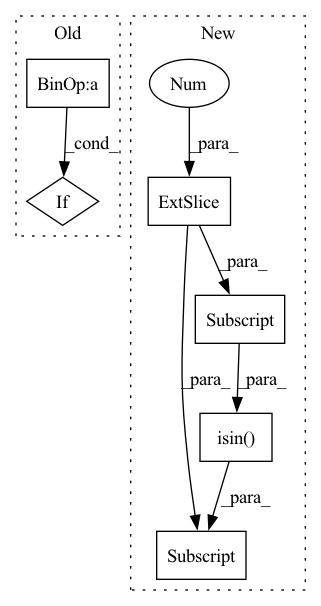 Old
New
BinOp:a
Num
_cond_
_para_
If
ExtSlice
_para_
Subscript
_para_
_para_
isin()
_para_
Subscript